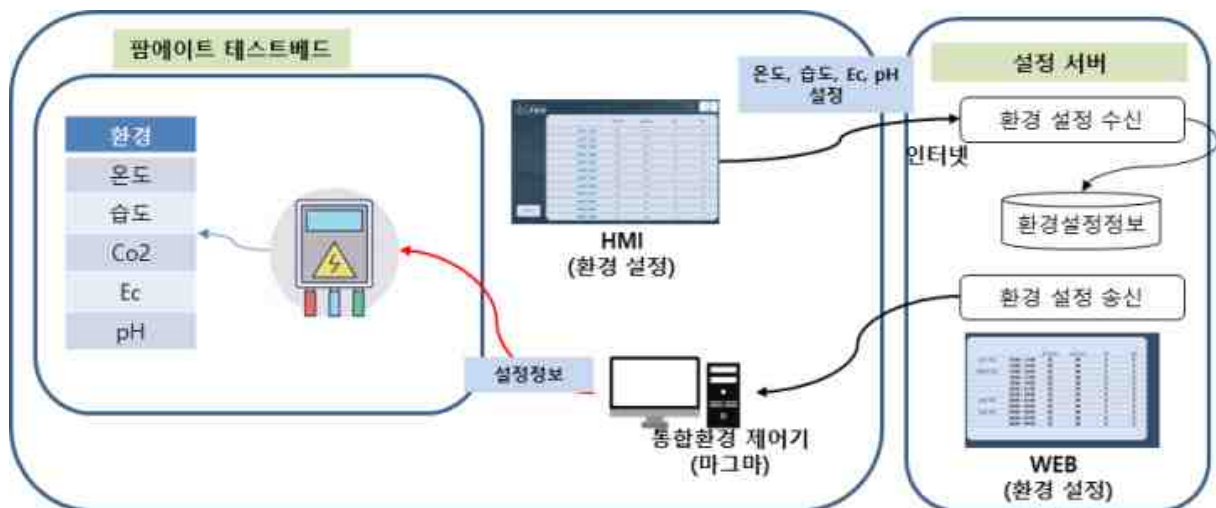 팜에이트 테스트베드
환경
온도
습도
Co2
Ec
pH
HMI
(환경 설정)
온도, 습도, Ec, pH
설정
설정정보
통합환경 제어기
(마그마)
설정 서버
환경 설정 수신
인터넷
환경설정정보
환경 설정 송신
WEB
(환경 설정)